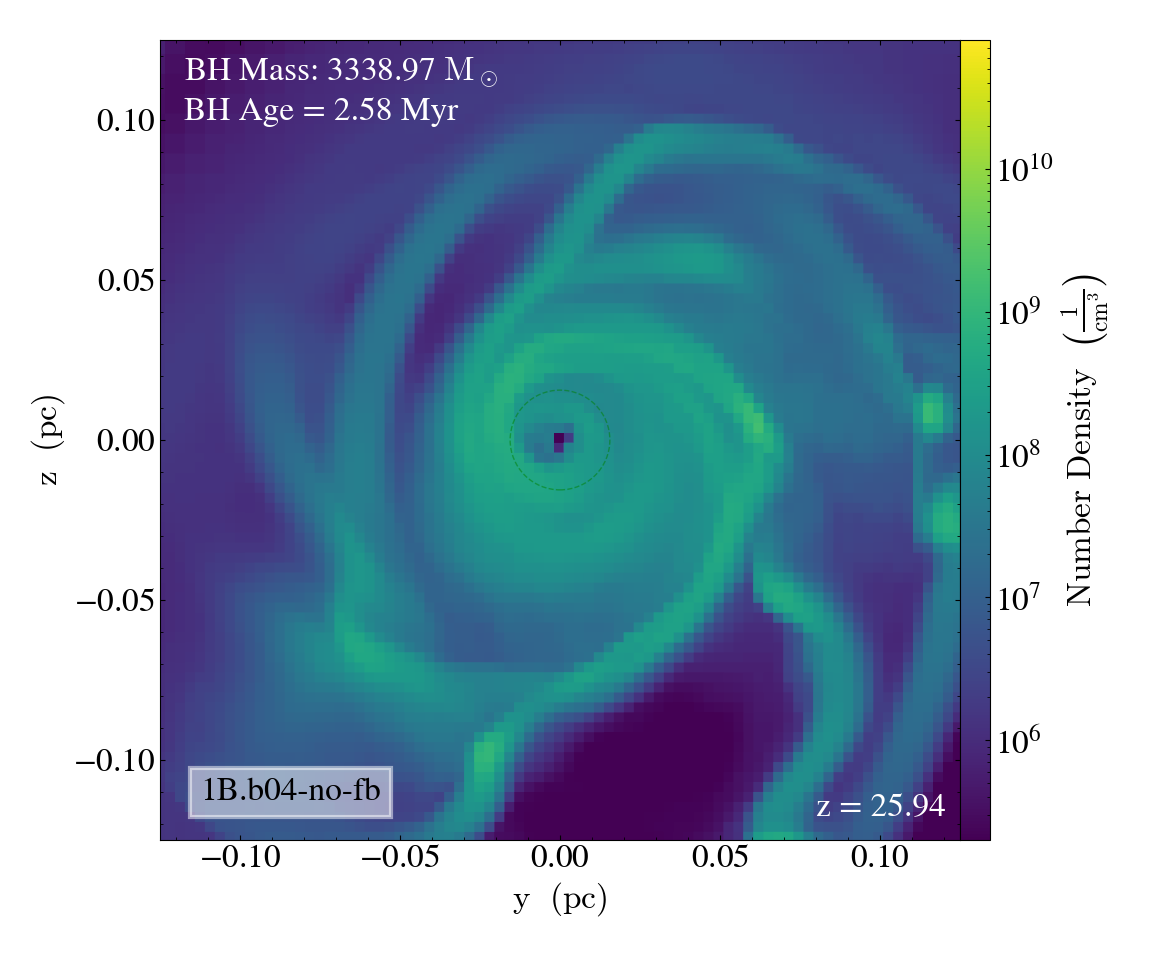 BH Mass: 3338.97 M⊙
BH Age = 2.58 Myr
0.10
0.05
0.00
−0.05
−0.10
z (pc)
1B.b04-no-fb
z = 25.94
−0.10 −0.05 0.00 0.05 0.10
y (pc)
10^10
10^9
10^8
10^7
10^6
Number Density (1/cm^3)